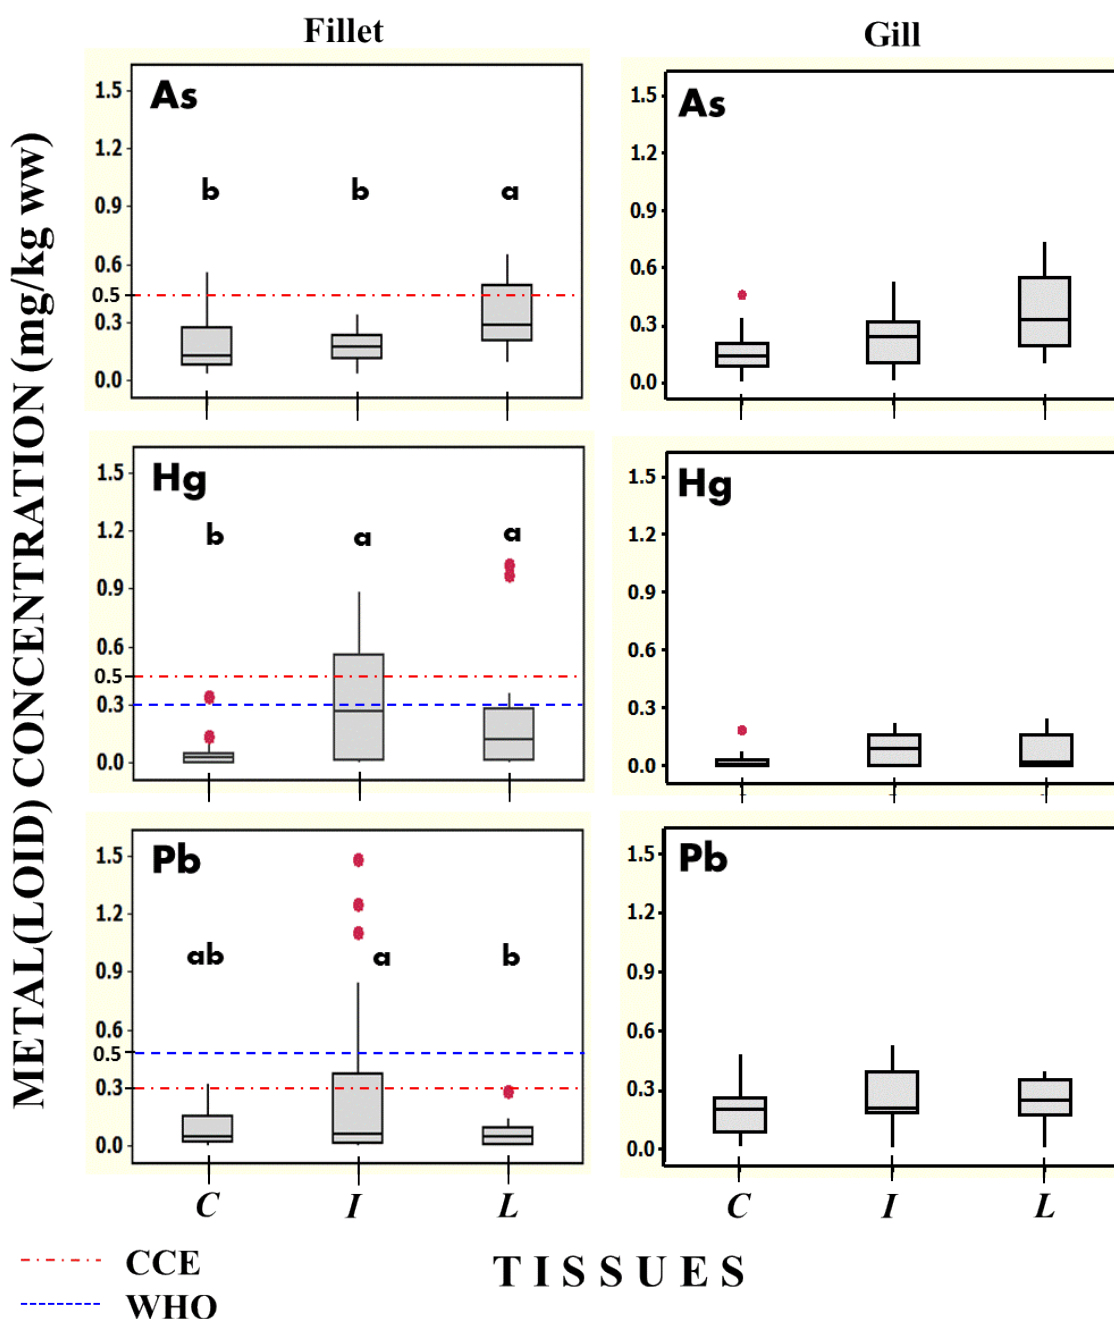 Fillet
Gill
METAL(LOID) CONCENTRATION (mg/kg ww)
As
1.5
1.2
0.9
0.6
0.5
0.3
0.0
b b a
As
1.5
1.2
0.9
0.6
0.3
0.0
Hg
1.5
1.2
0.9
0.6
0.5
0.3
0.0
b a a
Hg
1.5
1.2
0.9
0.6
0.3
0.0
Pb
1.5
1.2
0.9
0.6
0.5
0.3
0.0
ab a b
Pb
1.5
1.2
0.9
0.6
0.3
0.0
C I L
C I L
TISSUES
CCE
WHO